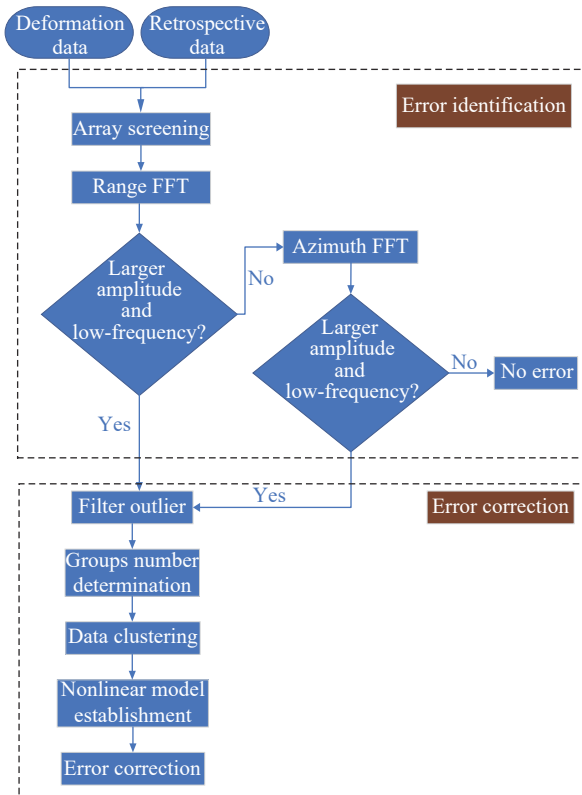 Deformation
data
Retrospective
data
Error identification
Array screening
Range FFT
Larger
amplitude
and
low-frequency?
No
Azimuth FFT
Larger
amplitude
and
low-frequency?
No
No error
Yes
Yes
Error correction
Filter outlier
Groups number
determination
Data clustering
Nonlinear model
establishment
Error correction